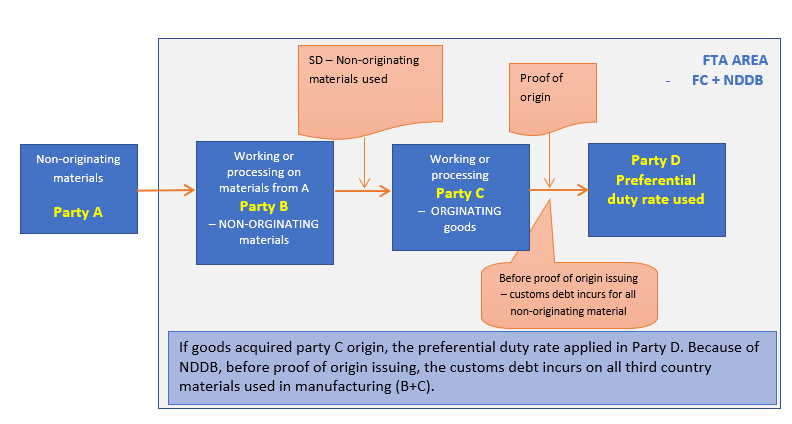 FTA AREA
- FC + NDDB
SD – Non-originating
materials used
Proof of
origin
Non-originating
materials
Party A
Working or
processing on
materials from A
Party B
– NON-ORGINATING
materials
Working or
processing
Party C
– ORGINATING
goods
Party D
Preferential
duty rate used
Before proof of origin issuing
– customs debt incurs for all
non-originating material
If goods acquired party C origin, the preferential duty rate applied in Party D. Because of
NDDB, before proof of origin issuing, the customs debt incurs on all third country
materials used in manufacturing (B+C).